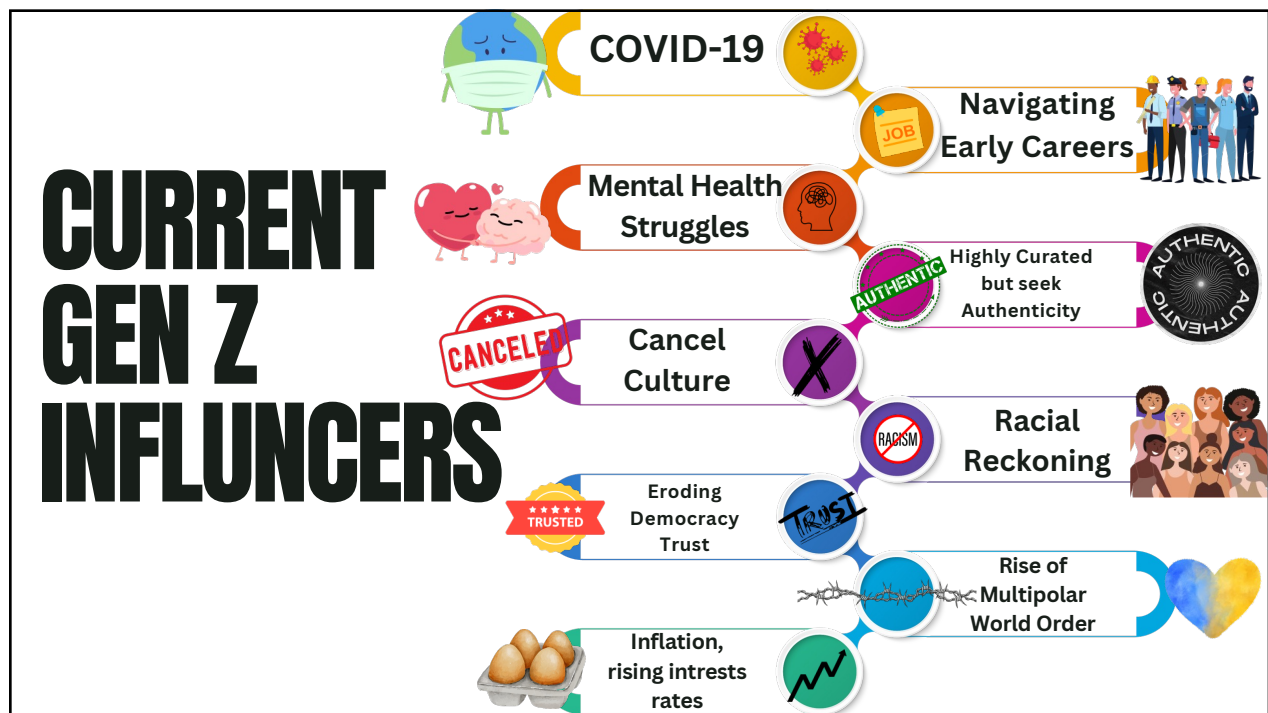 CURRENT
GEN Z
INFLUNCERS
COVID-19
JOB
Navigating
Early Careers
Mental Health
Struggles
AUTHENTIC
Highly Curated
but seek
Authenticity
AUTHENTIC AUTHENTIC
CANCELED
Cancel
Culture
RACISM
Racial
Reckoning
TRUSTED
Eroding
Democracy
Trust
TRUST
Rise of
Multipolar
World Order
Inflation,
rising intrests
rates